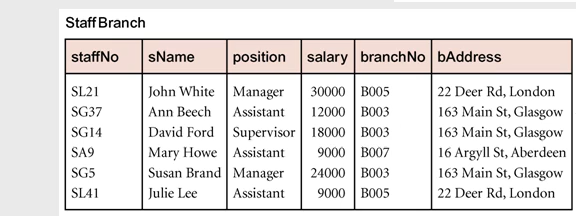 StaffBranch
staffNo sName position salary branchNo bAddress
SL21 John White Manager 30000 B005 22 Deer Rd, London
SG37 Ann Beech Assistant 12000 B003 163 Main St, Glasgow
SG14 David Ford Supervisor 18000 B003 163 Main St, Glasgow
SA9 Mary Howe Assistant 9000 B007 16 Argyll St, Aberdeen
SG5 Susan Brand Manager 24000 B003 163 Main St, Glasgow
SL41 Julie Lee Assistant 9000 B005 22 Deer Rd, London